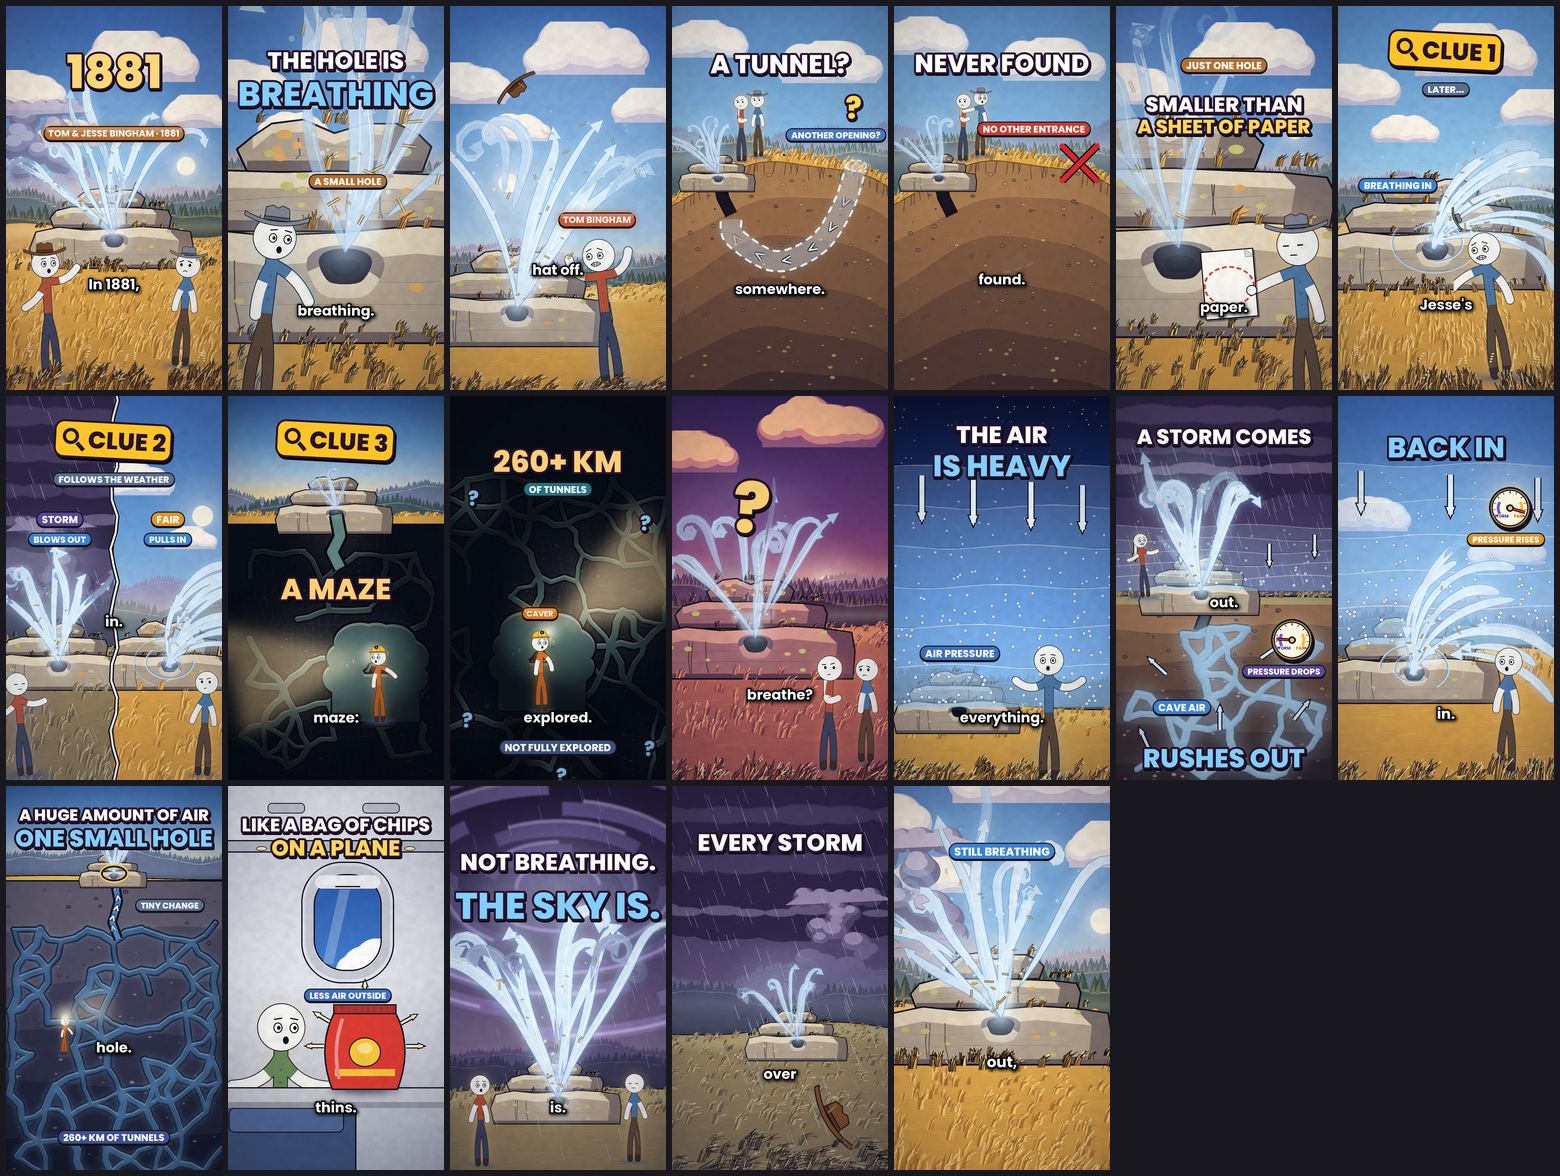 1881
TOM & JESSE BINGHAM · 1881
In 1881,
THE HOLE IS
BREATHING
A SMALL HOLE
breathing.
TOM BINGHAM
hat off.
A TUNNEL?
?
ANOTHER OPENING?
somewhere.
NEVER FOUND
NO OTHER ENTRANCE
found.
JUST ONE HOLE
SMALLER THAN
A SHEET OF PAPER
paper.
CLUE 1
LATER...
BREATHING IN
Jesse's
CLUE 2
FOLLOWS THE WEATHER
STORM
BLOWS OUT
FAIR
PULLS IN
in.
CLUE 3
A MAZE
maze:
260+ KM
OF TUNNELS
?
?
CAVER
explored.
?
NOT FULLY EXPLORED
?
?
?
breathe?
THE AIR
IS HEAVY
AIR PRESSURE
everything.
A STORM COMES
out.
PRESSURE DROPS
CAVE AIR
RUSHES OUT
BACK IN
PRESSURE RISES
in.
A HUGE AMOUNT OF AIR
ONE SMALL HOLE
TINY CHANGE
hole.
260+ KM OF TUNNELS
LIKE A BAG OF CHIPS
ON A PLANE
LESS AIR OUTSIDE
thins.
NOT BREATHING.
THE SKY IS.
is.
EVERY STORM
over
STILL BREATHING
out,